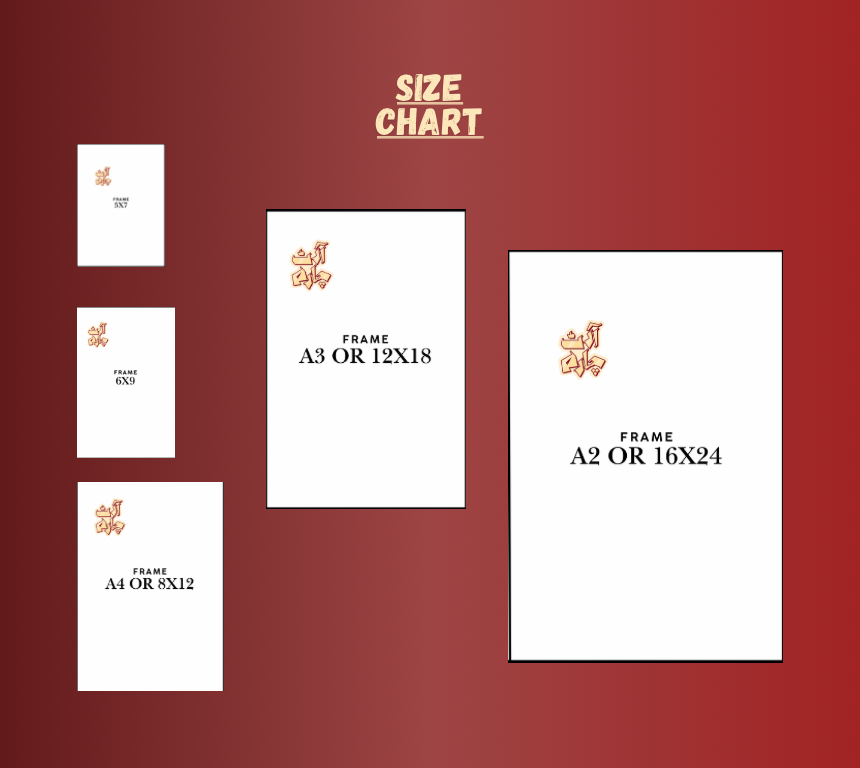 SIZE
CHART
FRAME
5X7
FRAME
6X9
FRAME
A4 OR 8X12
FRAME
A3 OR 12X18
FRAME
A2 OR 16X24